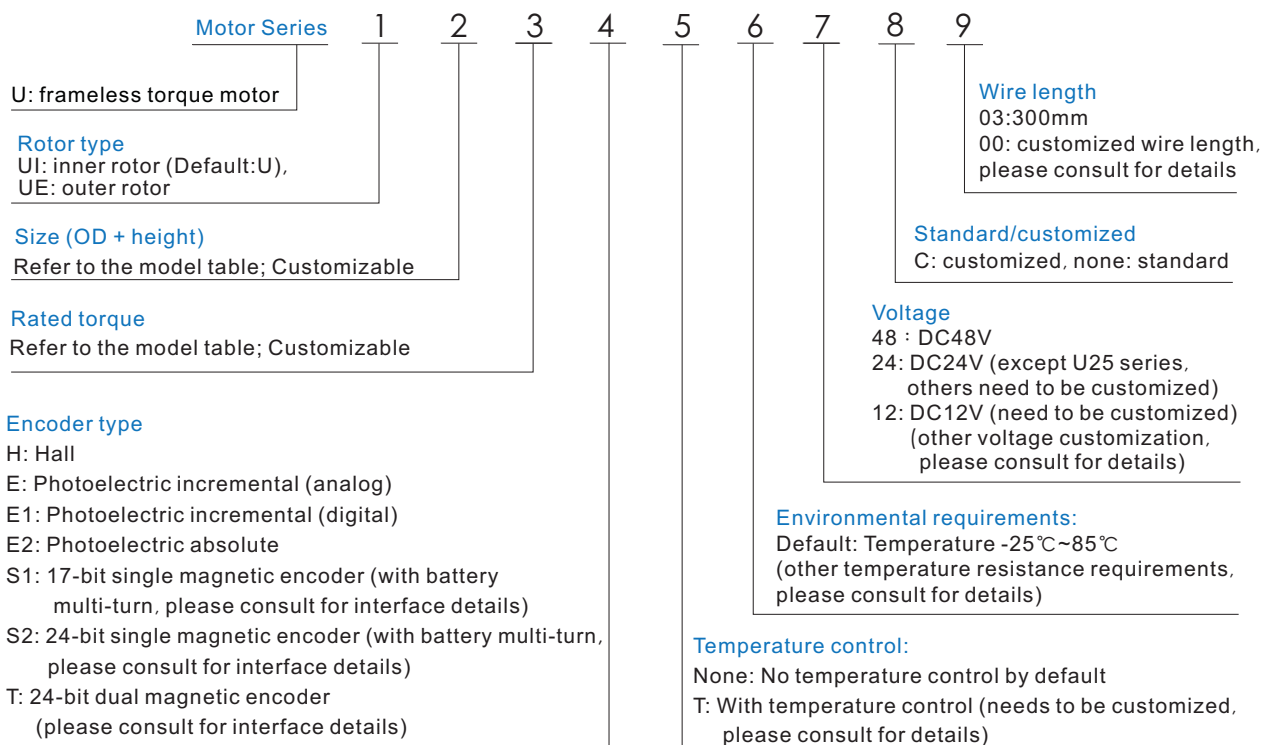 Motor Series 1 2 3 4 5 6 7 8 9
U: frameless torque motor
Rotor type
UI: inner rotor (Default:U),
UE: outer rotor
Size (OD + height)
Refer to the model table; Customizable
Rated torque
Refer to the model table; Customizable
Encoder type
H: Hall
E: Photoelectric incremental (analog)
E1: Photoelectric incremental (digital)
E2: Photoelectric absolute
S1: 17-bit single magnetic encoder (with battery
multi-turn, please consult for interface details)
S2: 24-bit single magnetic encoder (with battery multi-turn,
please consult for interface details)
T: 24-bit dual magnetic encoder
(please consult for interface details)
Wire length
03:300mm
00: customized wire length,
please consult for details
Standard/customized
C: customized, none: standard
Voltage
48：DC48V
24: DC24V (except U25 series,
others need to be customized)
12: DC12V (need to be customized)
(other voltage customization,
please consult for details)
Environmental requirements:
Default: Temperature -25℃~85℃
(other temperature resistance requirements,
please consult for details)
Temperature control:
None: No temperature control by default
T: With temperature control (needs to be customized,
please consult for details)